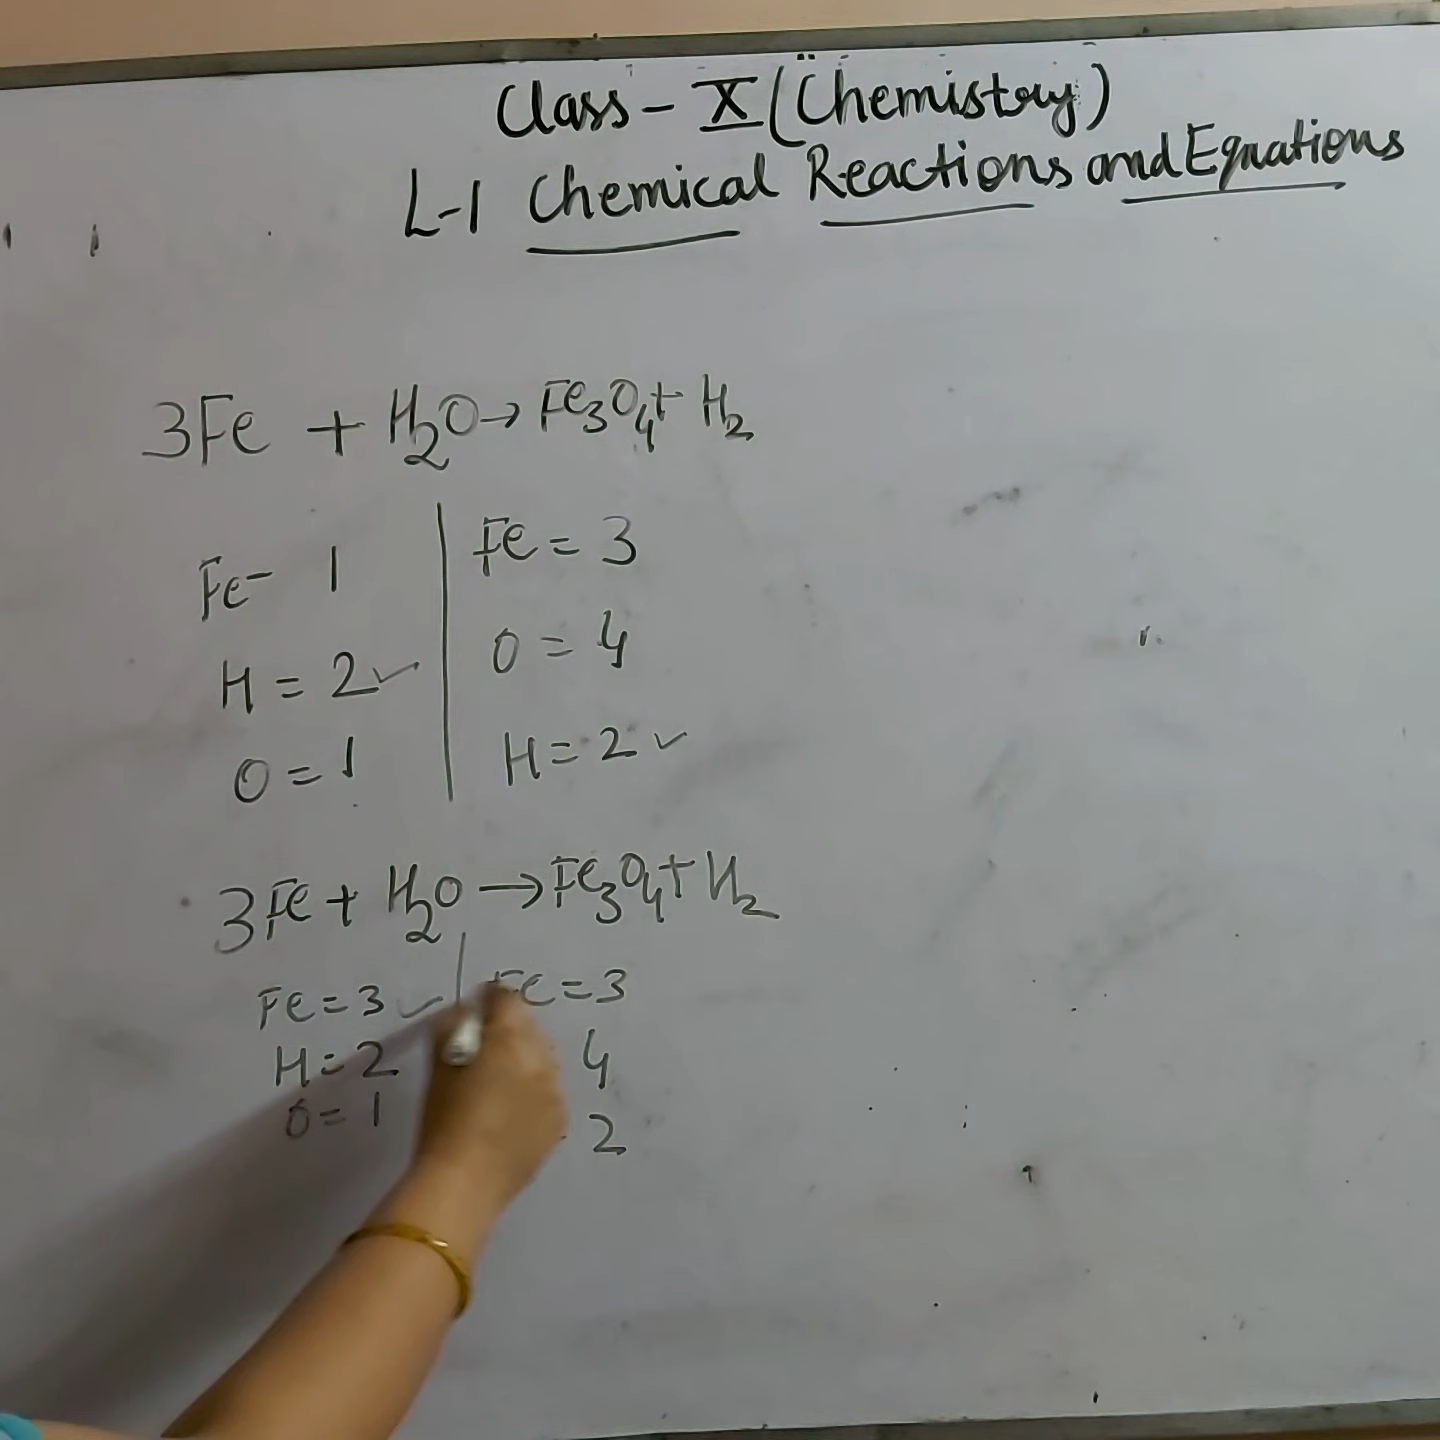 Class - X (Chemistry)
L-1 Chemical Reactions and Equations
3Fe + H₂O → Fe₃O₄ + H₂
Fe - 1 | Fe = 3
H = 2 ✓ | O = 4
O = 1 | H = 2 ✓
3Fe + H₂O → Fe₃O₄ + H₂
Fe = 3 ✓ | Fe = 3
H = 2 4
O = 1 2